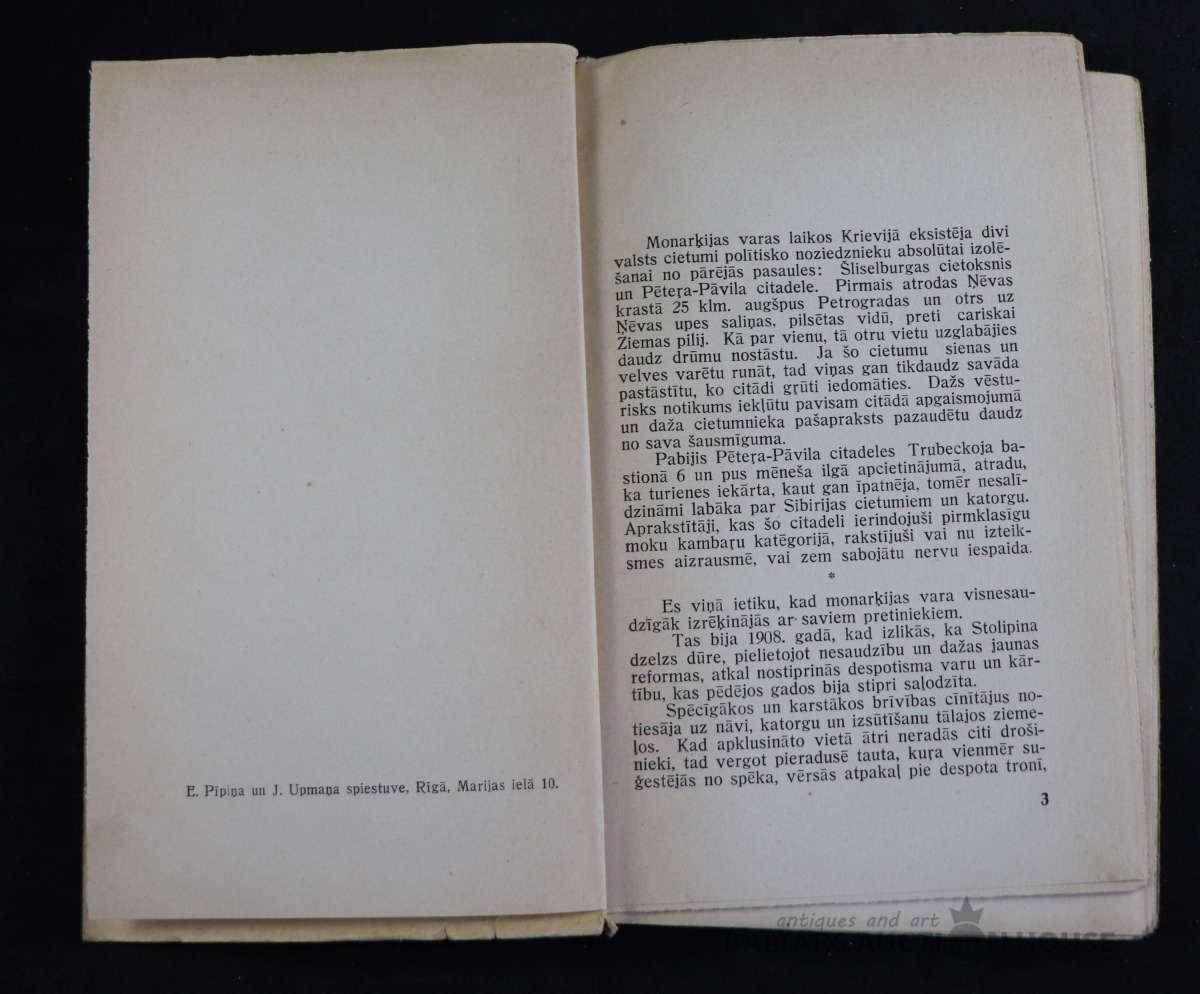 E. Pīpiņa un J. Upmaņa spiestuve, Rīgā, Marijas ielā 10.
Monarķijas varas laikos Krievijā eksistēja divi
valsts cietumi polītisko noziedznieku absolūtai izolē-
šanai no pārējās pasaules: Šliselburgas cietoksnis
un Pēteŗa-Pāvila citadele. Pirmais atrodas Ņēvas
krastā 25 klm. augšpus Petrogradas un otrs uz
Ņēvas upes saliņas, pilsētas vidū, preti cariskai
Ziemas pilij. Kā par vienu, tā otru vietu uzglabājies
daudz drūmu nostāstu. Ja šo cietumu sienas un
velves varētu runāt, tad viņas gan tikdaudz savāda
pastāstītu, ko citādi grūti iedomāties. Dažs vēstu-
risks notikums iekļūtu pavisam citādā apgaismojumā
un daža cietumnieka pašapraksts pazaudētu daudz
no sava šausmīguma.
Pabijis Pēteŗa-Pāvila citadeles Trubeckoja ba-
stionā 6 un pus mēneša ilgā apcietinājumā, atradu,
ka turienes iekārta, kaut gan īpatnēja, tomēr nesalī-
dzināmi labāka par Sibirijas cietumiem un katorgu.
Aprakstītāji, kas šo citadeli ierindojuši pirmklasīgu
moku kambaŗu katēgorijā, rakstījuši vai nu izteik-
smes aizrausmē, vai zem sabojātu nervu iespaida.
*
Es viņā ietiku, kad monarķijas vara visnesau-
dzīgāk izrēķinājās ar saviem pretiniekiem.
Tas bija 1908. gadā, kad izlikās, ka Stolipina
dzelzs dūre, pielietojot nesaudzību un dažas jaunas
reformas, atkal nostiprinās despotisma varu un kār-
tību, kas pēdējos gados bija stipri saļodzīta.
Spēcīgākos un karstākos brīvības cīnītājus no-
tiesāja uz nāvi, katorgu un izsūtīšanu tālajos zieme-
ļos. Kad apklusināto vietā ātri neradās citi droši-
nieki, tad vergot pieradusē tauta, kuŗa vienmēr su-
ģestējās no spēka, vērsās atpakaļ pie despota tronī,
3
antiques and art
BALTARS AUCTION HOUSE